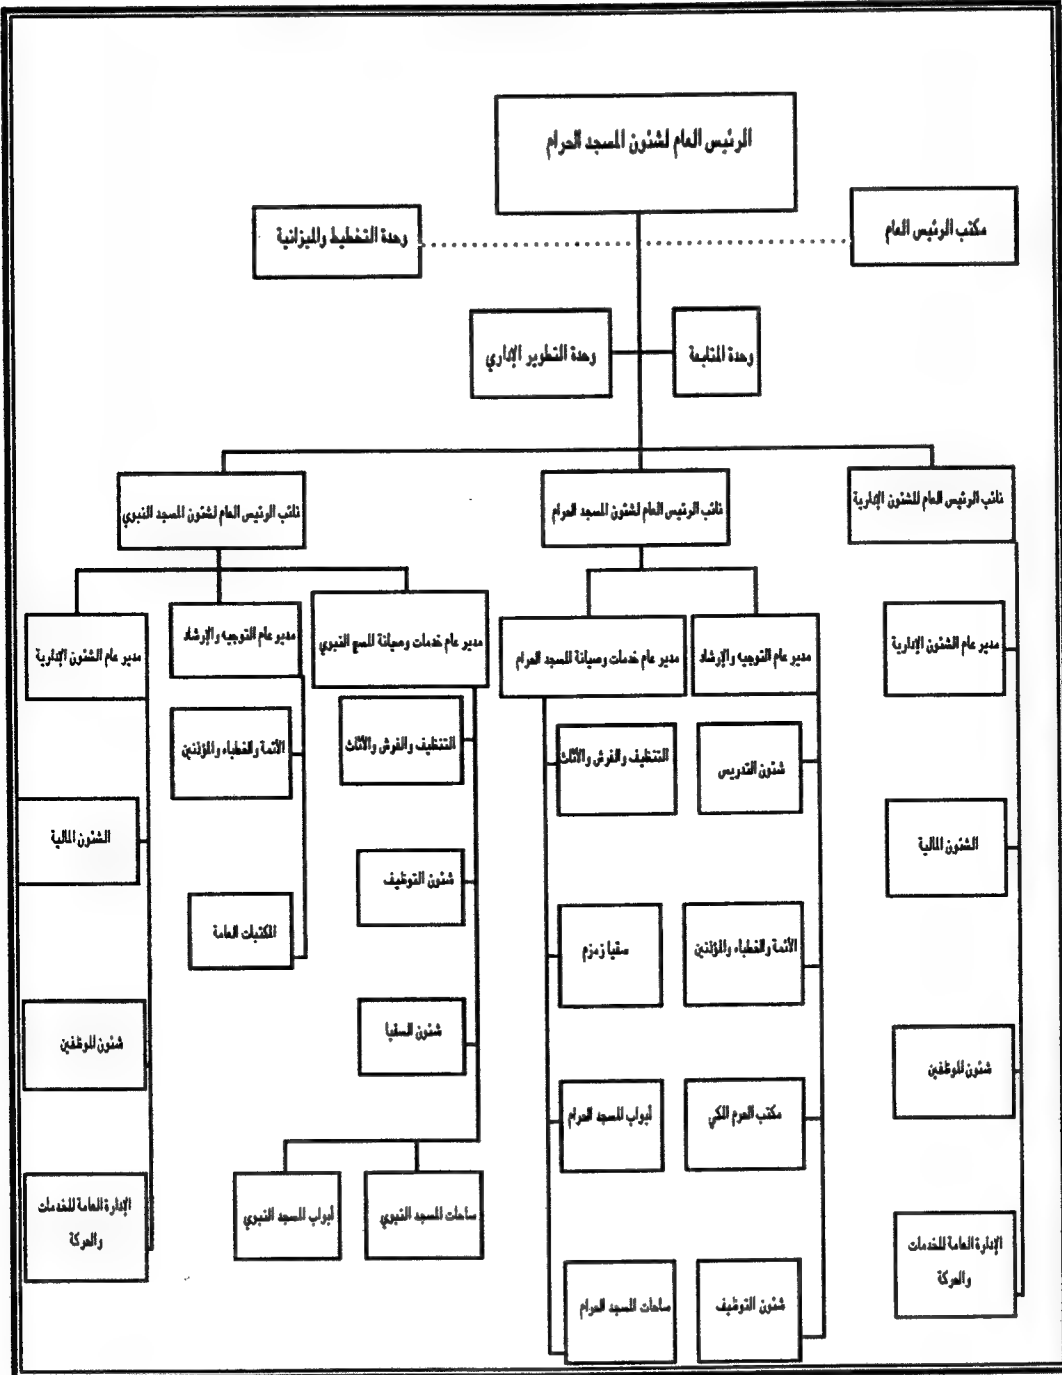 الرئيس العام لشئون المسجد الحرام
مكتب الرئيس العام
وحدة التخطيط والميزانية
وحدة المتابعة
وحدة التطوير الإداري
نائب الرئيس العام للشئون الإدارية
نائب الرئيس العام لشئون المسجد الحرام
نائب الرئيس العام لشئون المسجد النبوي
مدير عام الشئون الإدارية
الشئون المالية
شئون الموظفين
الإدارة العامة للخدمات
والحركة
مدير عام التوجيه والإرشاد
شئون التدريس
الأئمة والخطباء والمؤذنين
مكتب الحرم المكي
شئون التوظيف
مدير عام خدمات وصيانة المسجد الحرام
التنظيف والفرش والأثاث
سقيا زمزم
أبواب المسجد الحرام
ساحات المسجد الحرام
مدير عام خدمات وصيانة المسع النبوي
التنظيف والفرش والأثاث
شئون التوظيف
شئون السقيا
ساحات المسجد النبوي
أبواب المسجد النبوي
مدير عام التوجيه والإرشاد
الأئمة والخطباء والمؤذنين
المكتبات العامة
مدير عام الشئون الإدارية
الشئون المالية
شئون الموظفين
الإدارة العامة للخدمات
والحركة